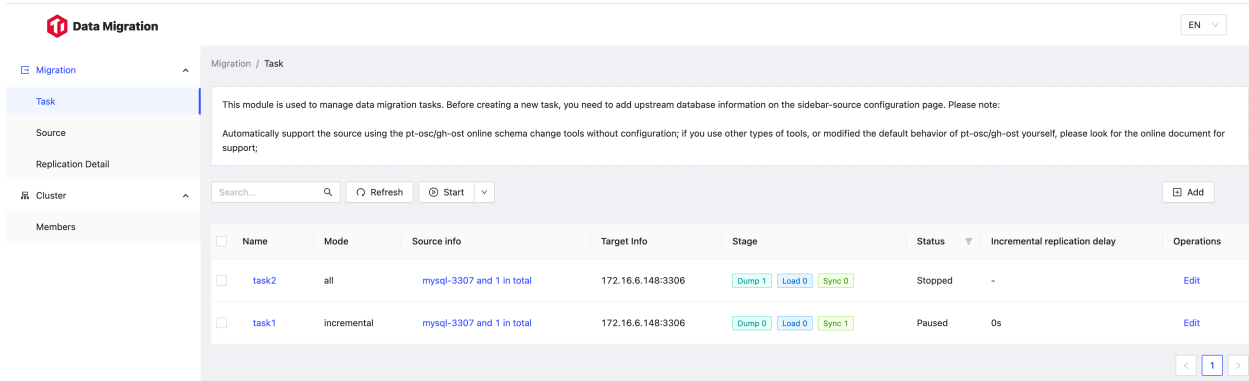 Data Migration
EN
Migration
Task
Source
Replication Detail
Cluster
Members
Migration / Task
This module is used to manage data migration tasks. Before creating a new task, you need to add upstream database information on the sidebar-source configuration page. Please note:
Automatically support the source using the pt-osc/gh-ost online schema change tools without configuration; if you use other types of tools, or modified the default behavior of pt-osc/gh-ost yourself, please look for the online document for
support;
Search... Refresh Start Add
Name Mode Source info Target Info Stage Status Incremental replication delay Operations
task2 all mysql-3307 and 1 in total 172.16.6.148:3306 Dump 1 Load 0 Sync 0 Stopped - Edit
task1 incremental mysql-3307 and 1 in total 172.16.6.148:3306 Dump 0 Load 0 Sync 1 Paused 0s Edit
< 1 >